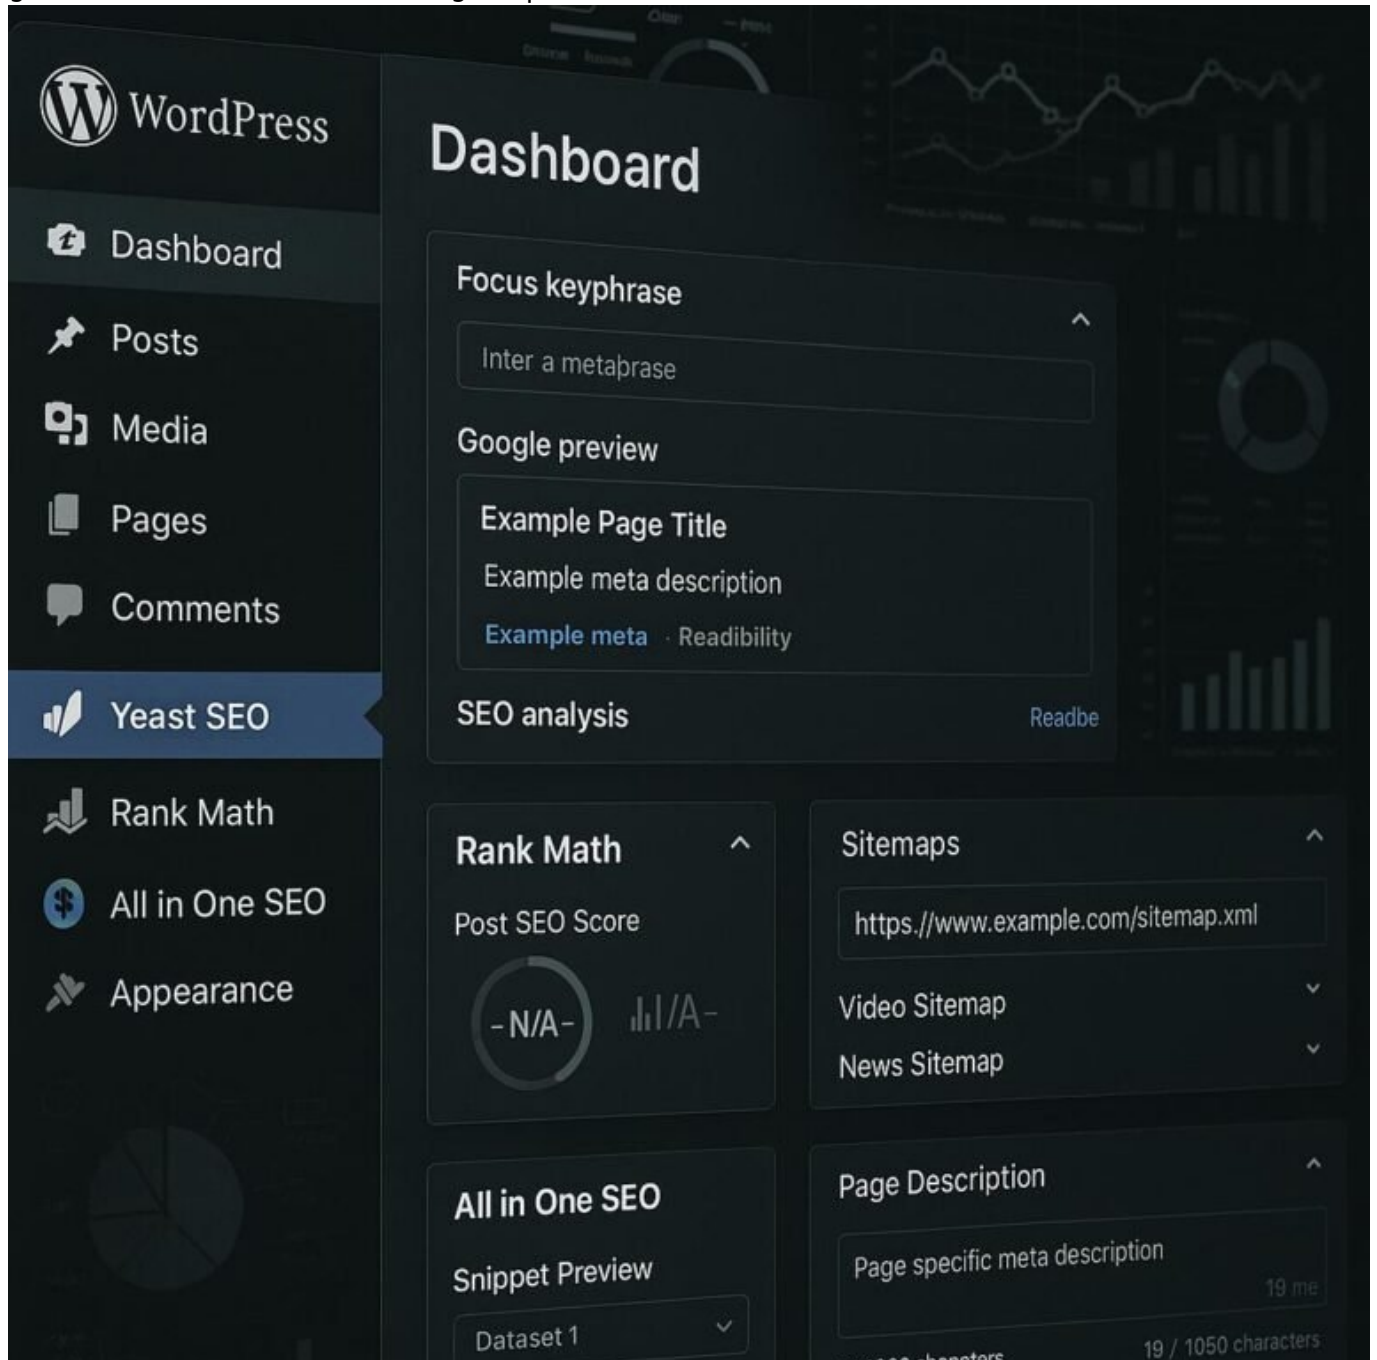 WordPress
Dashboard
Posts
Media
Pages
Comments
Yeast SEO
Rank Math
All in One SEO
Appearance
Dashboard
Focus keyphrase
Inter a metaþrase
Google preview
Example Page Title
Example meta description
Example meta · Readibility
SEO analysis
Readbe
Rank Math
Post SEO Score
-N/A-
/A-
Sitemaps
https.//www.example.com/sitemap.xml
Video Sitemap
News Sitemap
All in One SEO
Snippet Preview
Dataset 1
Page Description
Page specific meta description
19 me
19 / 1050 characters